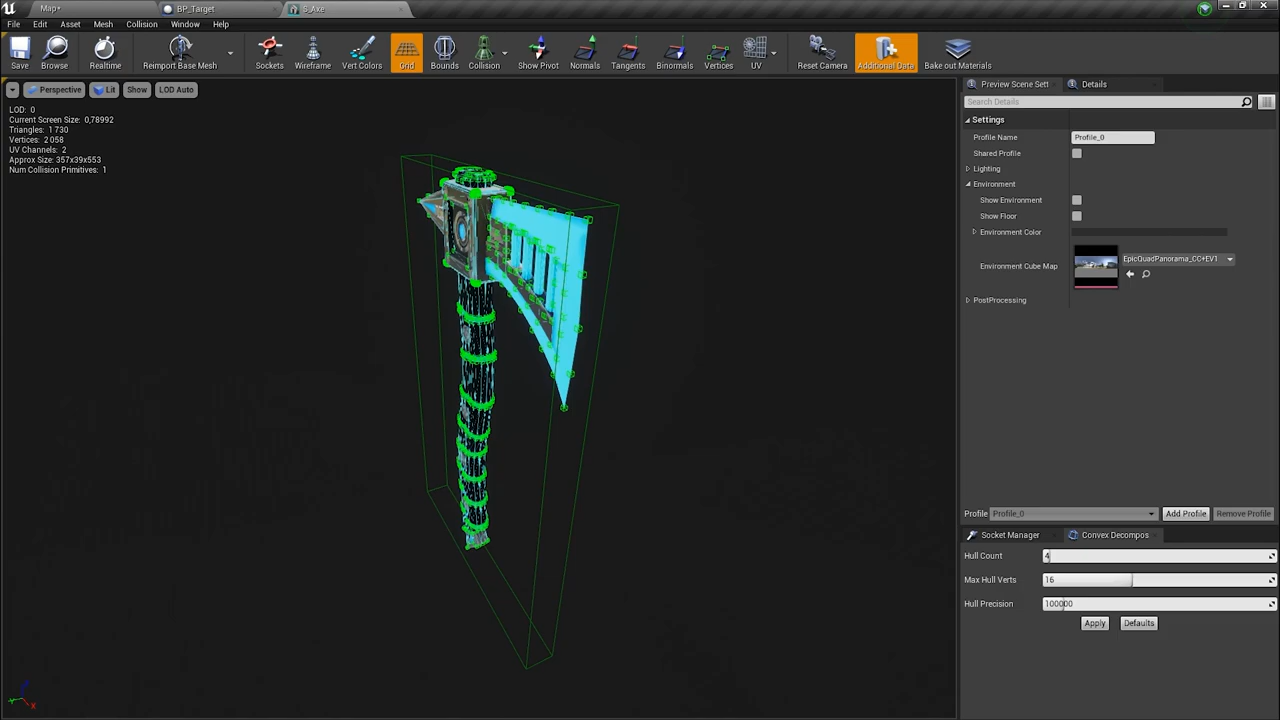 Map+
BP_Target
S_Axe
File Edit Asset Mesh Collision Window Help
Save Browse Realtime Reimport Base Mesh Sockets Wireframe Vert Colors Grid Bounds Collision Show Pivot Normals Tangents Binormals Vertices UV Reset Camera Additional Data Bake out Materials
Perspective Lit Show LOD Auto
LOD: 0
Current Screen Size: 0,78992
Triangles: 1 730
Vertices: 2 058
UV Channels: 2
Approx Size: 357x39x553
Num Collision Primitives: 1
Preview Scene Sett Details
Search Details
Settings
Profile Name Profile_0
Shared Profile
Lighting
Environment
Show Environment
Show Floor
Environment Color
Environment Cube Map EpicQuadPanorama_CC+EV1
PostProcessing
Profile Profile_0 Add Profile Remove Profile
Socket Manager Convex Decompos
Hull Count 4
Max Hull Verts 16
Hull Precision 100000
Apply Defaults